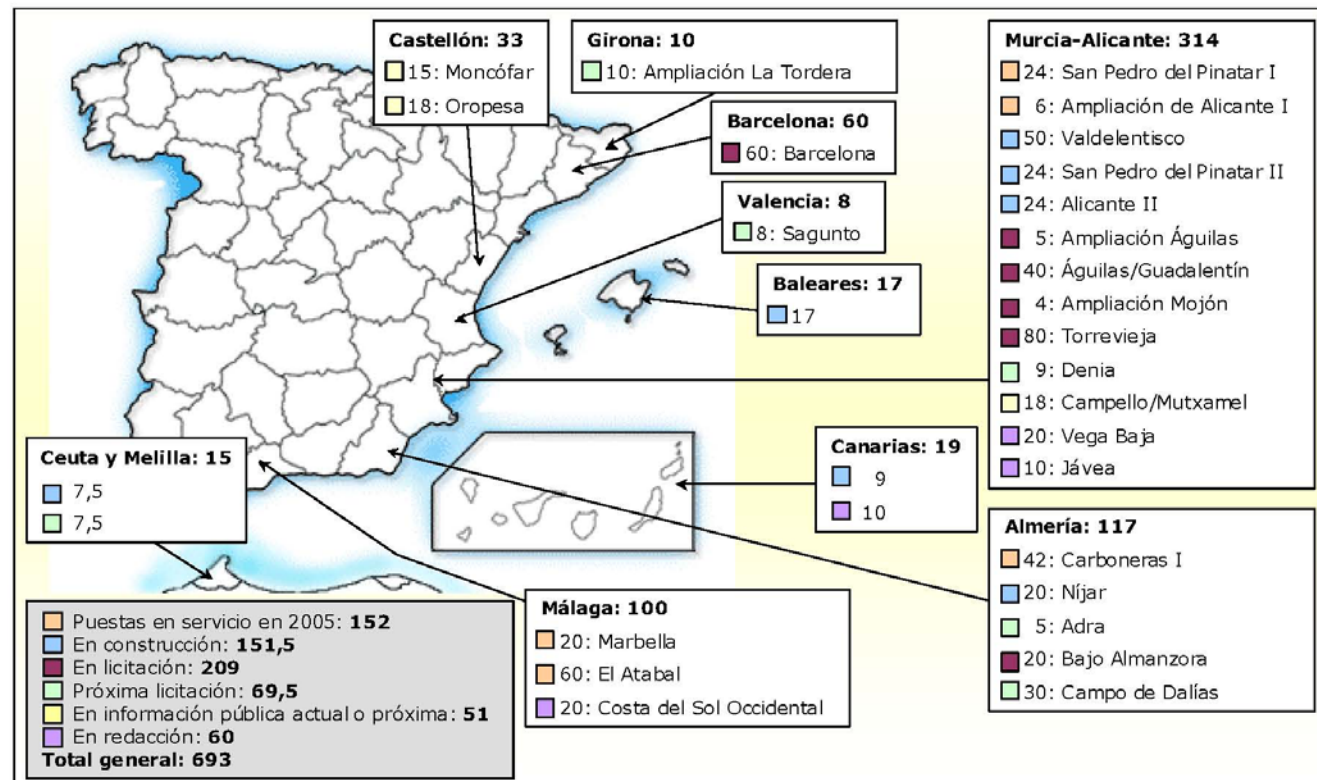 Castellón: 33
15: Moncófar
18: Oropesa
Girona: 10
10: Ampliación La Tordera
Barcelona: 60
60: Barcelona
Valencia: 8
8: Sagunto
Baleares: 17
17
Murcia-Alicante: 314
24: San Pedro del Pinatar I
6: Ampliación de Alicante I
50: Valdelentisco
24: San Pedro del Pinatar II
24: Alicante II
5: Ampliación Águilas
40: Águilas/Guadalentín
4: Ampliación Mojón
80: Torrevieja
9: Denia
18: Campello/Mutxamel
20: Vega Baja
10: Jávea
Ceuta y Melilla: 15
7,5
7,5
Canarias: 19
9
10
Almería: 117
42: Carboneras I
20: Níjar
5: Adra
20: Bajo Almanzora
30: Campo de Dalías
Málaga: 100
20: Marbella
60: El Atabal
20: Costa del Sol Occidental
Puestas en servicio en 2005: 152
En construcción: 151,5
En licitación: 209
Próxima licitación: 69,5
En información pública actual o próxima: 51
En redacción: 60
Total general: 693